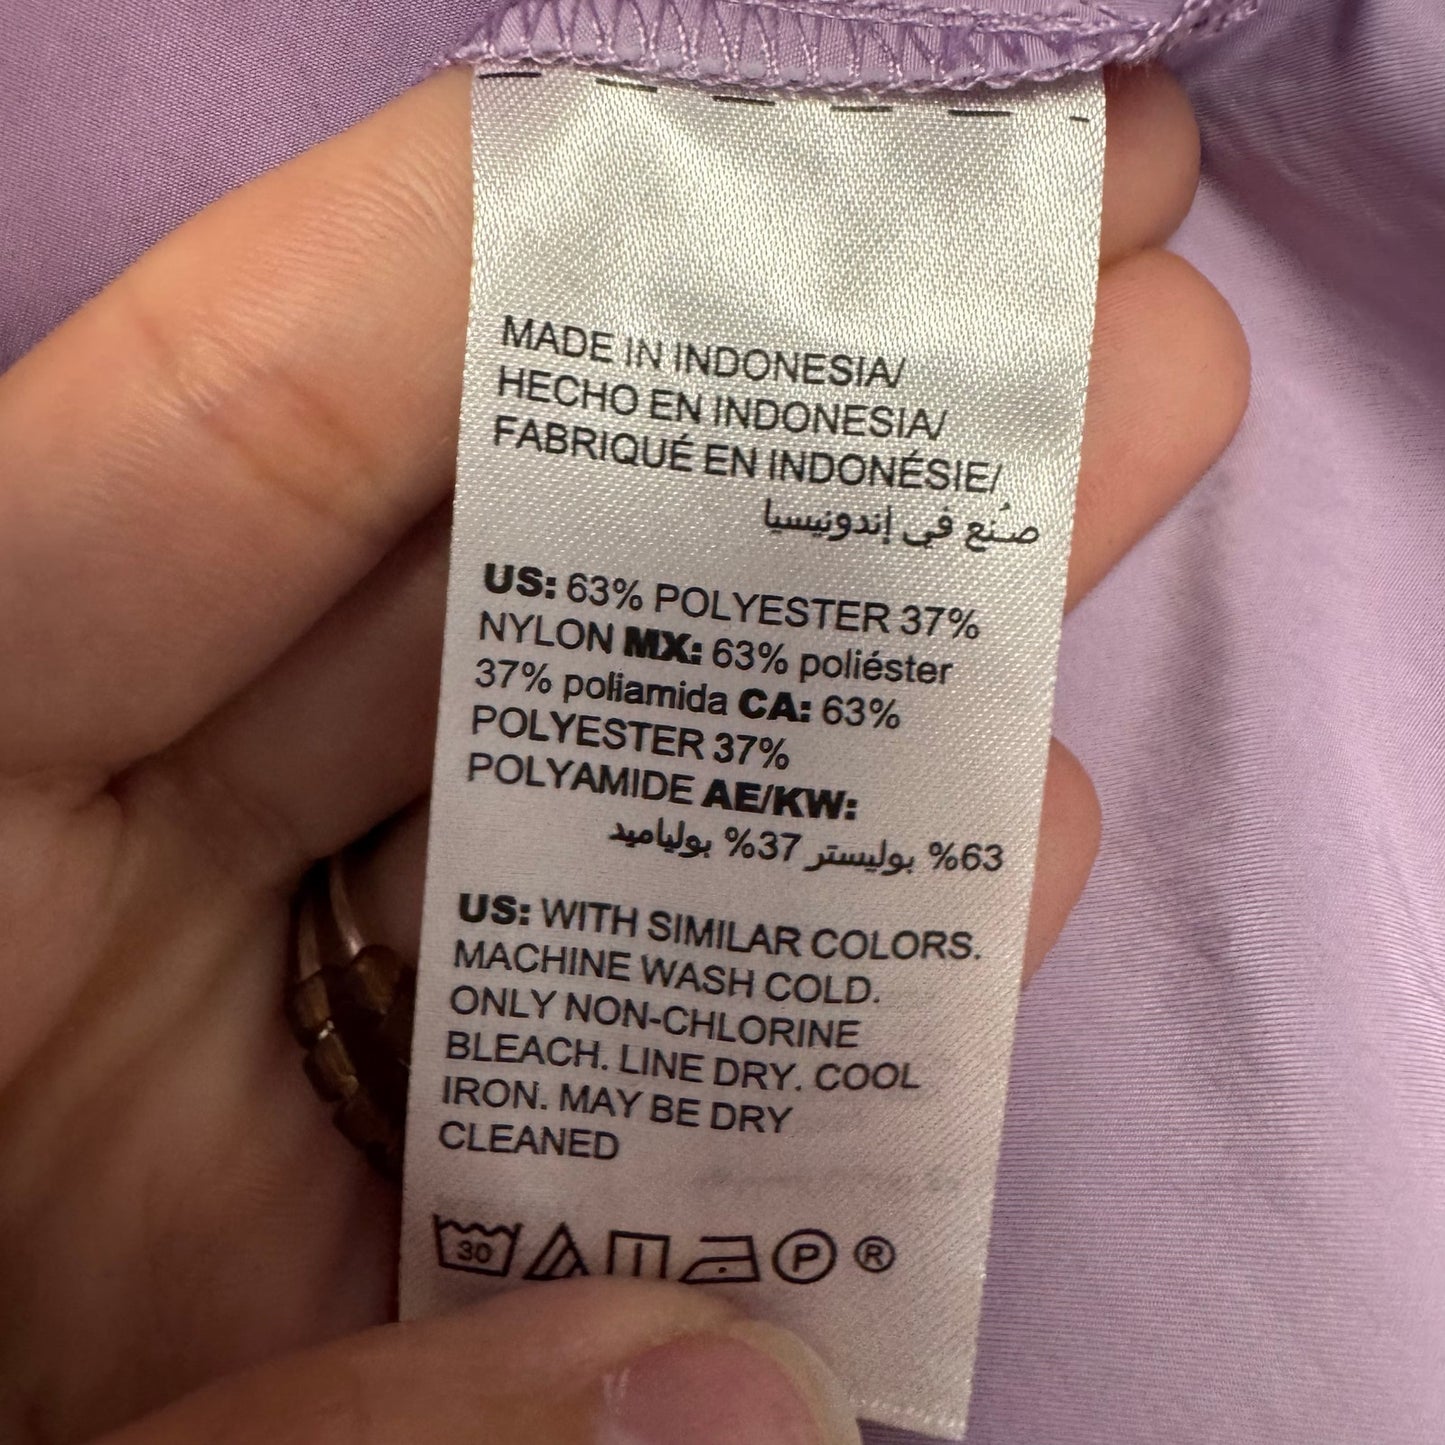 MADE IN INDONESIA/
HECHO EN INDONESIA/
FABRIQUÉ EN INDONÉSIE/
صُنع في إندونيسيا
US: 63% POLYESTER 37%
NYLON MX: 63% poliéster
37% poliamida CA: 63%
POLYESTER 37%
POLYAMIDE AE/KW:
63% بوليستر 37% بولياميد
US: WITH SIMILAR COLORS.
MACHINE WASH COLD.
ONLY NON-CHLORINE
BLEACH. LINE DRY. COOL
IRON. MAY BE DRY
CLEANED
30 P ®